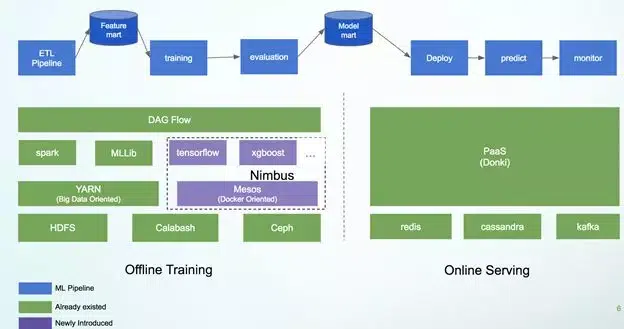 ETL
Pipeline
Feature
mart
training
evaluation
Model
mart
Deploy
predict
monitor
DAG Flow
spark
MLLib
tensorflow
xgboost
...
Nimbus
YARN
(Big Data Oriented)
Mesos
(Docker Oriented)
HDFS
Calabash
Ceph
PaaS
(Donki)
redis
cassandra
kafka
Offline Training
Online Serving
ML Pipeline
Already existed
Newly Introduced
6